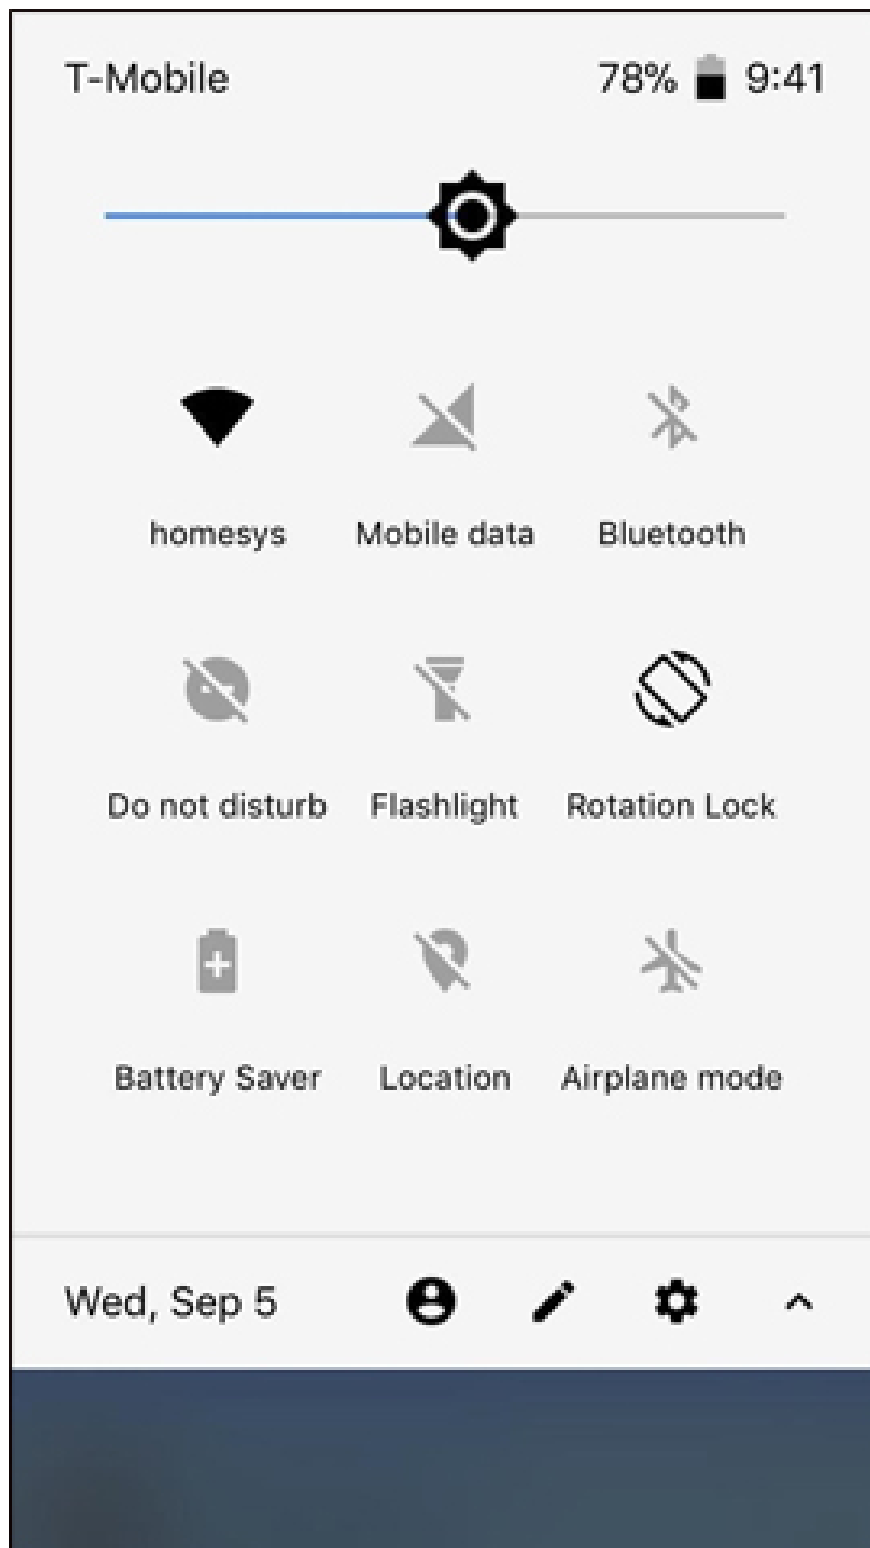 T-Mobile 78% 9:41
homesys Mobile data Bluetooth
Do not disturb Flashlight Rotation Lock
Battery Saver Location Airplane mode
Wed, Sep 5